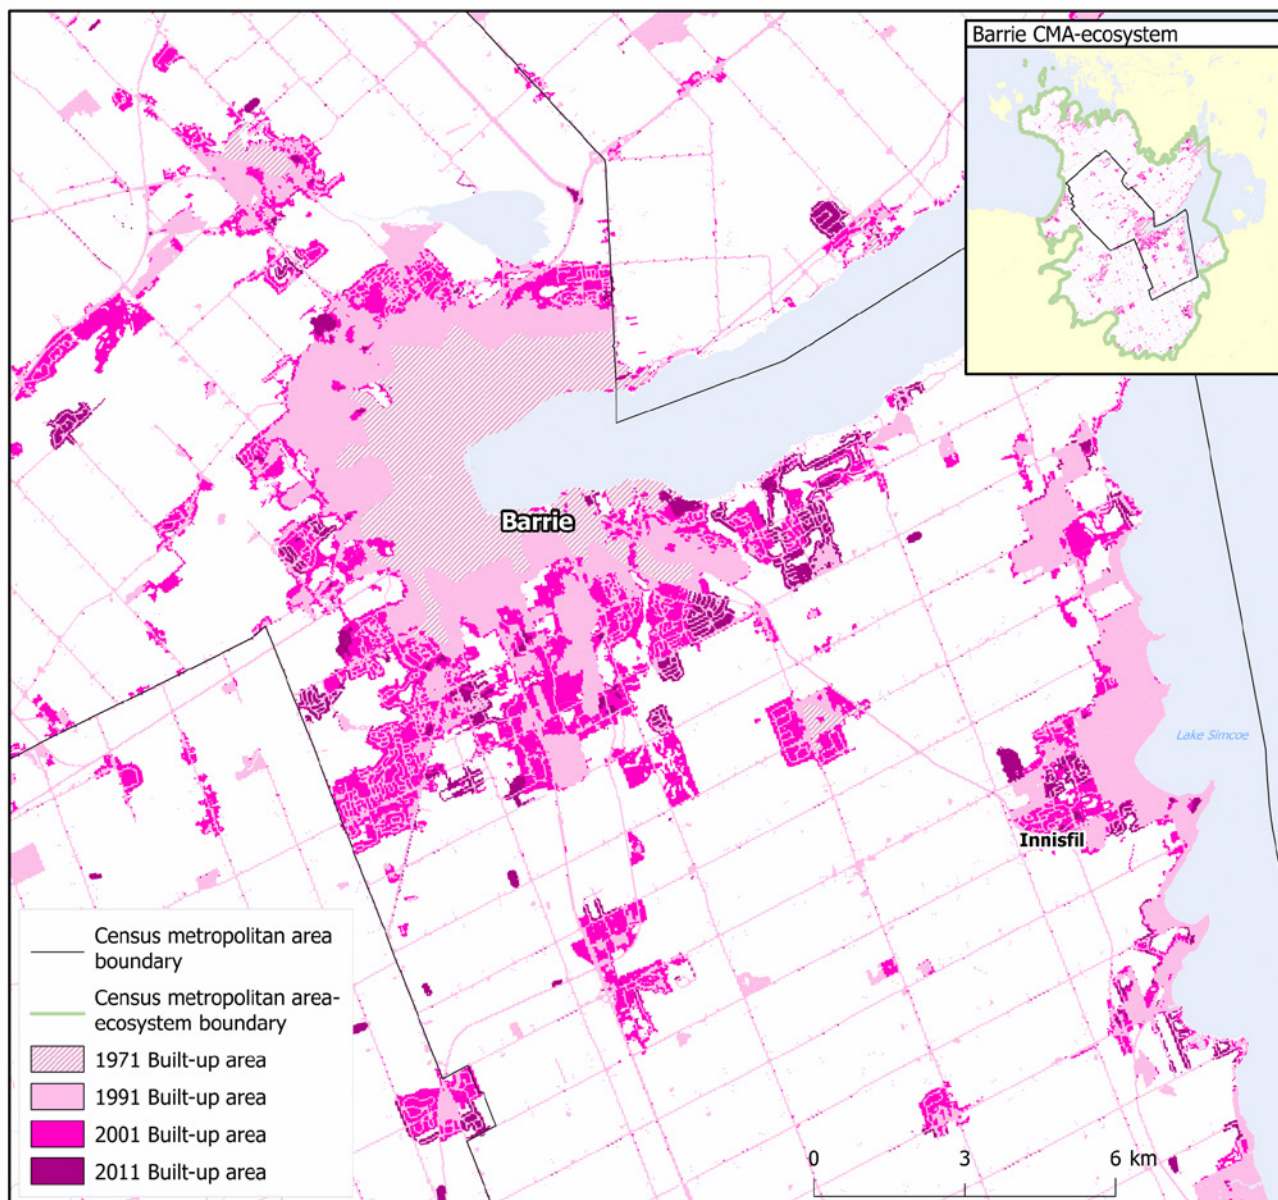 Barrie CMA-ecosystem
Barrie
Lake Simcoe
Innisfil
Census metropolitan area
boundary
Census metropolitan area-
ecosystem boundary
1971 Built-up area
1991 Built-up area
2001 Built-up area
2011 Built-up area
0 3 6 km